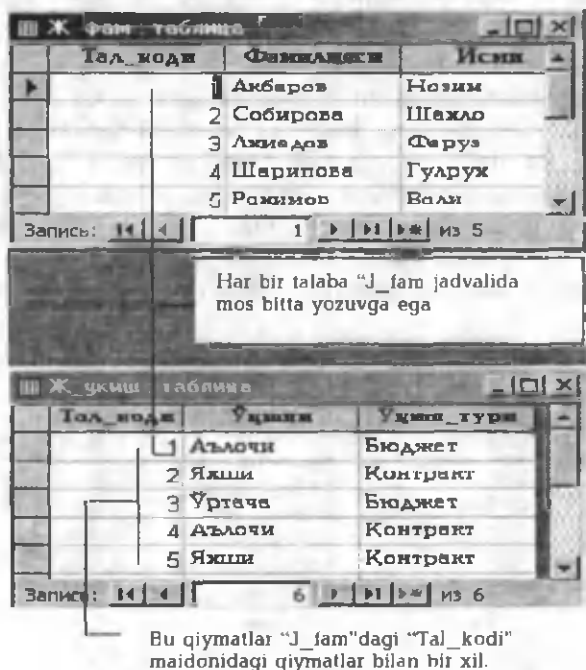 Ж_фам : таблица
Тал_коди Фамилияси Исми
1 Акбаров Нозим
2 Собирова Шахло
3 Ахмедов Феруз
4 Шарипова Гулрух
5 Рахимов Вали
Запись: 1 из 5
Har bir talaba “J_fam jadvalida
mos bitta yozuvga ega
Ж_укиш : таблица
Тал_коди Ўқиши Ўқиш_тури
1 Аълочи Бюджет
2 Яхши Контракт
3 Ўртача Бюджет
4 Аълочи Контракт
5 Яхши Контракт
Запись: 6 из 6
Bu qiymatlar “J_fam”dagi “Tal_kodi”
maidonidagi qiymatlar bilan bir xil.